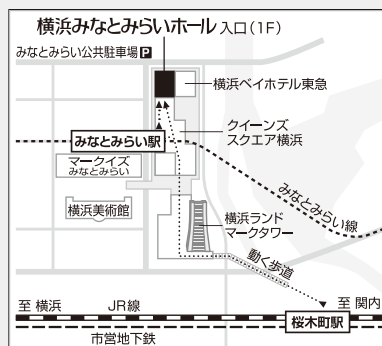 横浜みなとみらいホール 入口(1F)
みなとみらい公共駐車場 P
横浜ベイホテル東急
クイーンズ
スクエア横浜
みなとみらい駅
マークイズ
みなとみらい
みなとみらい線
横浜美術館
横浜ランド
マークタワー
動く歩道
至 横浜
JR線
至 関内
桜木町駅
市営地下鉄